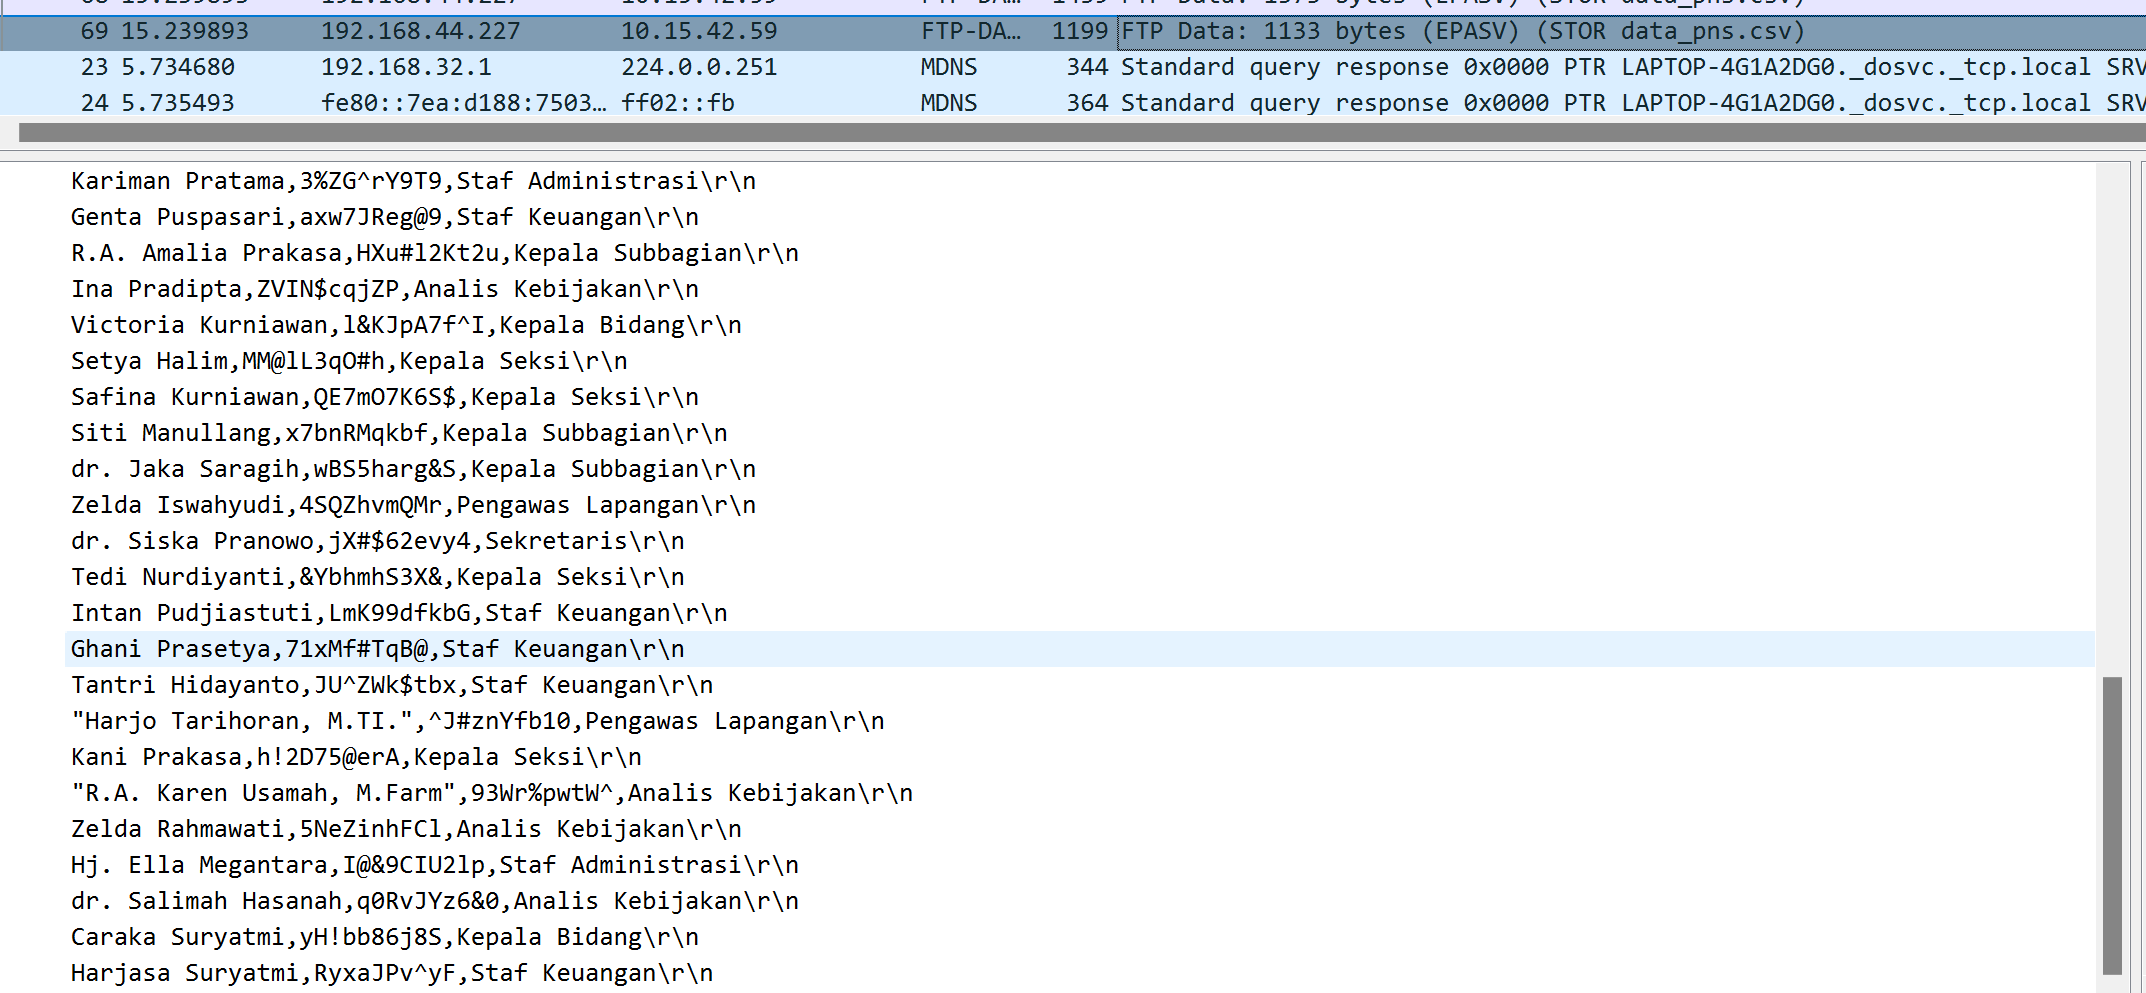 69 15.239893 192.168.44.227 10.15.42.59 FTP-DA… 1199 FTP Data: 1133 bytes (EPASV) (STOR data_pns.csv)
23 5.734680 192.168.32.1 224.0.0.251 MDNS 344 Standard query response 0x0000 PTR LAPTOP-4G1A2DG0._dosvc._tcp.local SRV
24 5.735493 fe80::7ea:d188:7503… ff02::fb MDNS 364 Standard query response 0x0000 PTR LAPTOP-4G1A2DG0._dosvc._tcp.local SRV
Kariman Pratama,3%ZG^rY9T9,Staf Administrasi\r\n
Genta Puspasari,axw7JReg@9,Staf Keuangan\r\n
R.A. Amalia Prakasa,HXu#l2Kt2u,Kepala Subbagian\r\n
Ina Pradipta,ZVIN$cqjZP,Analis Kebijakan\r\n
Victoria Kurniawan,l&KJpA7f^I,Kepala Bidang\r\n
Setya Halim,MM@lL3qO#h,Kepala Seksi\r\n
Safina Kurniawan,QE7mO7K6S$,Kepala Seksi\r\n
Siti Manullang,x7bnRMqkbf,Kepala Subbagian\r\n
dr. Jaka Saragih,wBS5harg&S,Kepala Subbagian\r\n
Zelda Iswahyudi,4SQZhvmQMr,Pengawas Lapangan\r\n
dr. Siska Pranowo,jX#$62evy4,Sekretaris\r\n
Tedi Nurdiyanti,&YbhmhS3X&,Kepala Seksi\r\n
Intan Pudjiastuti,LmK99dfkbG,Staf Keuangan\r\n
Ghani Prasetya,71xMf#TqB@,Staf Keuangan\r\n
Tantri Hidayanto,JU^ZWk$tbx,Staf Keuangan\r\n
"Harjo Tarihoran, M.TI.",^J#znYfb10,Pengawas Lapangan\r\n
Kani Prakasa,h!2D75@erA,Kepala Seksi\r\n
"R.A. Karen Usamah, M.Farm",93Wr%pwtW^,Analis Kebijakan\r\n
Zelda Rahmawati,5NeZinhFCl,Analis Kebijakan\r\n
Hj. Ella Megantara,I@&9CIU2lp,Staf Administrasi\r\n
dr. Salimah Hasanah,q0RvJYz6&0,Analis Kebijakan\r\n
Caraka Suryatmi,yH!bb86j8S,Kepala Bidang\r\n
Harjasa Suryatmi,RyxaJPv^yF,Staf Keuangan\r\n